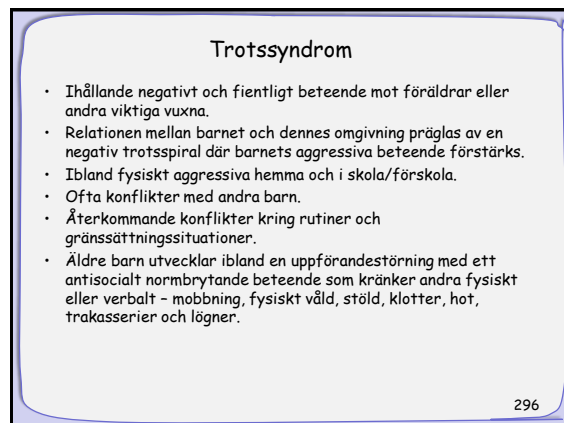 Trotssyndrom
• Ihållande negativt och fientligt beteende mot föräldrar eller
andra viktiga vuxna.
• Relationen mellan barnet och dennes omgivning präglas av en
negativ trotsspiral där barnets aggressiva beteende förstärks.
• Ibland fysiskt aggressiva hemma och i skola/förskola.
• Ofta konflikter med andra barn.
• Återkommande konflikter kring rutiner och
gränssättningssituationer.
• Äldre barn utvecklar ibland en uppförandestörning med ett
antisocialt normbrytande beteende som kränker andra fysiskt
eller verbalt – mobbning, fysiskt våld, stöld, klotter, hot,
trakasserier och lögner.
296